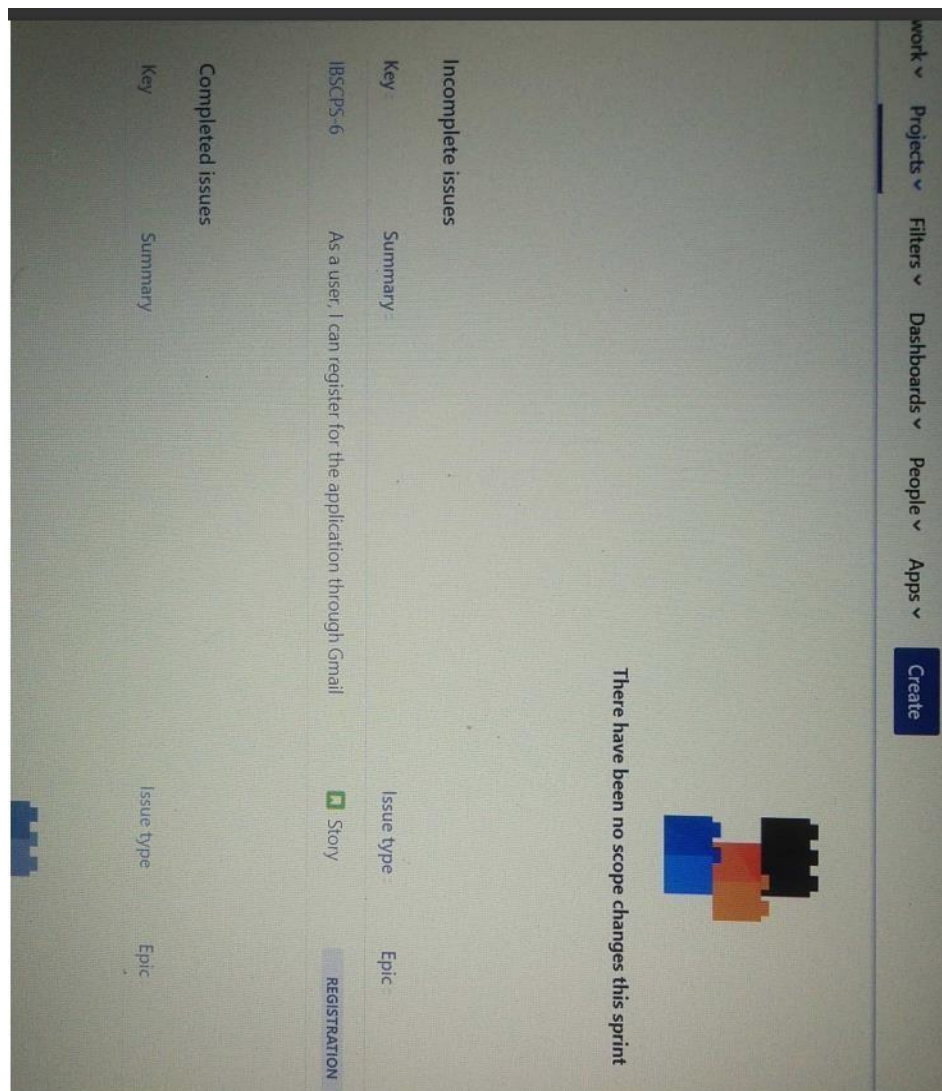 work Projects Filters Dashboards People Apps Create
There have been no scope changes this sprint
Incomplete issues
Key Summary Issue type Epic
IBSCPS-6 As a user, I can register for the application through Gmail Story REGISTRATION
Completed issues
Key Summary Issue type Epic